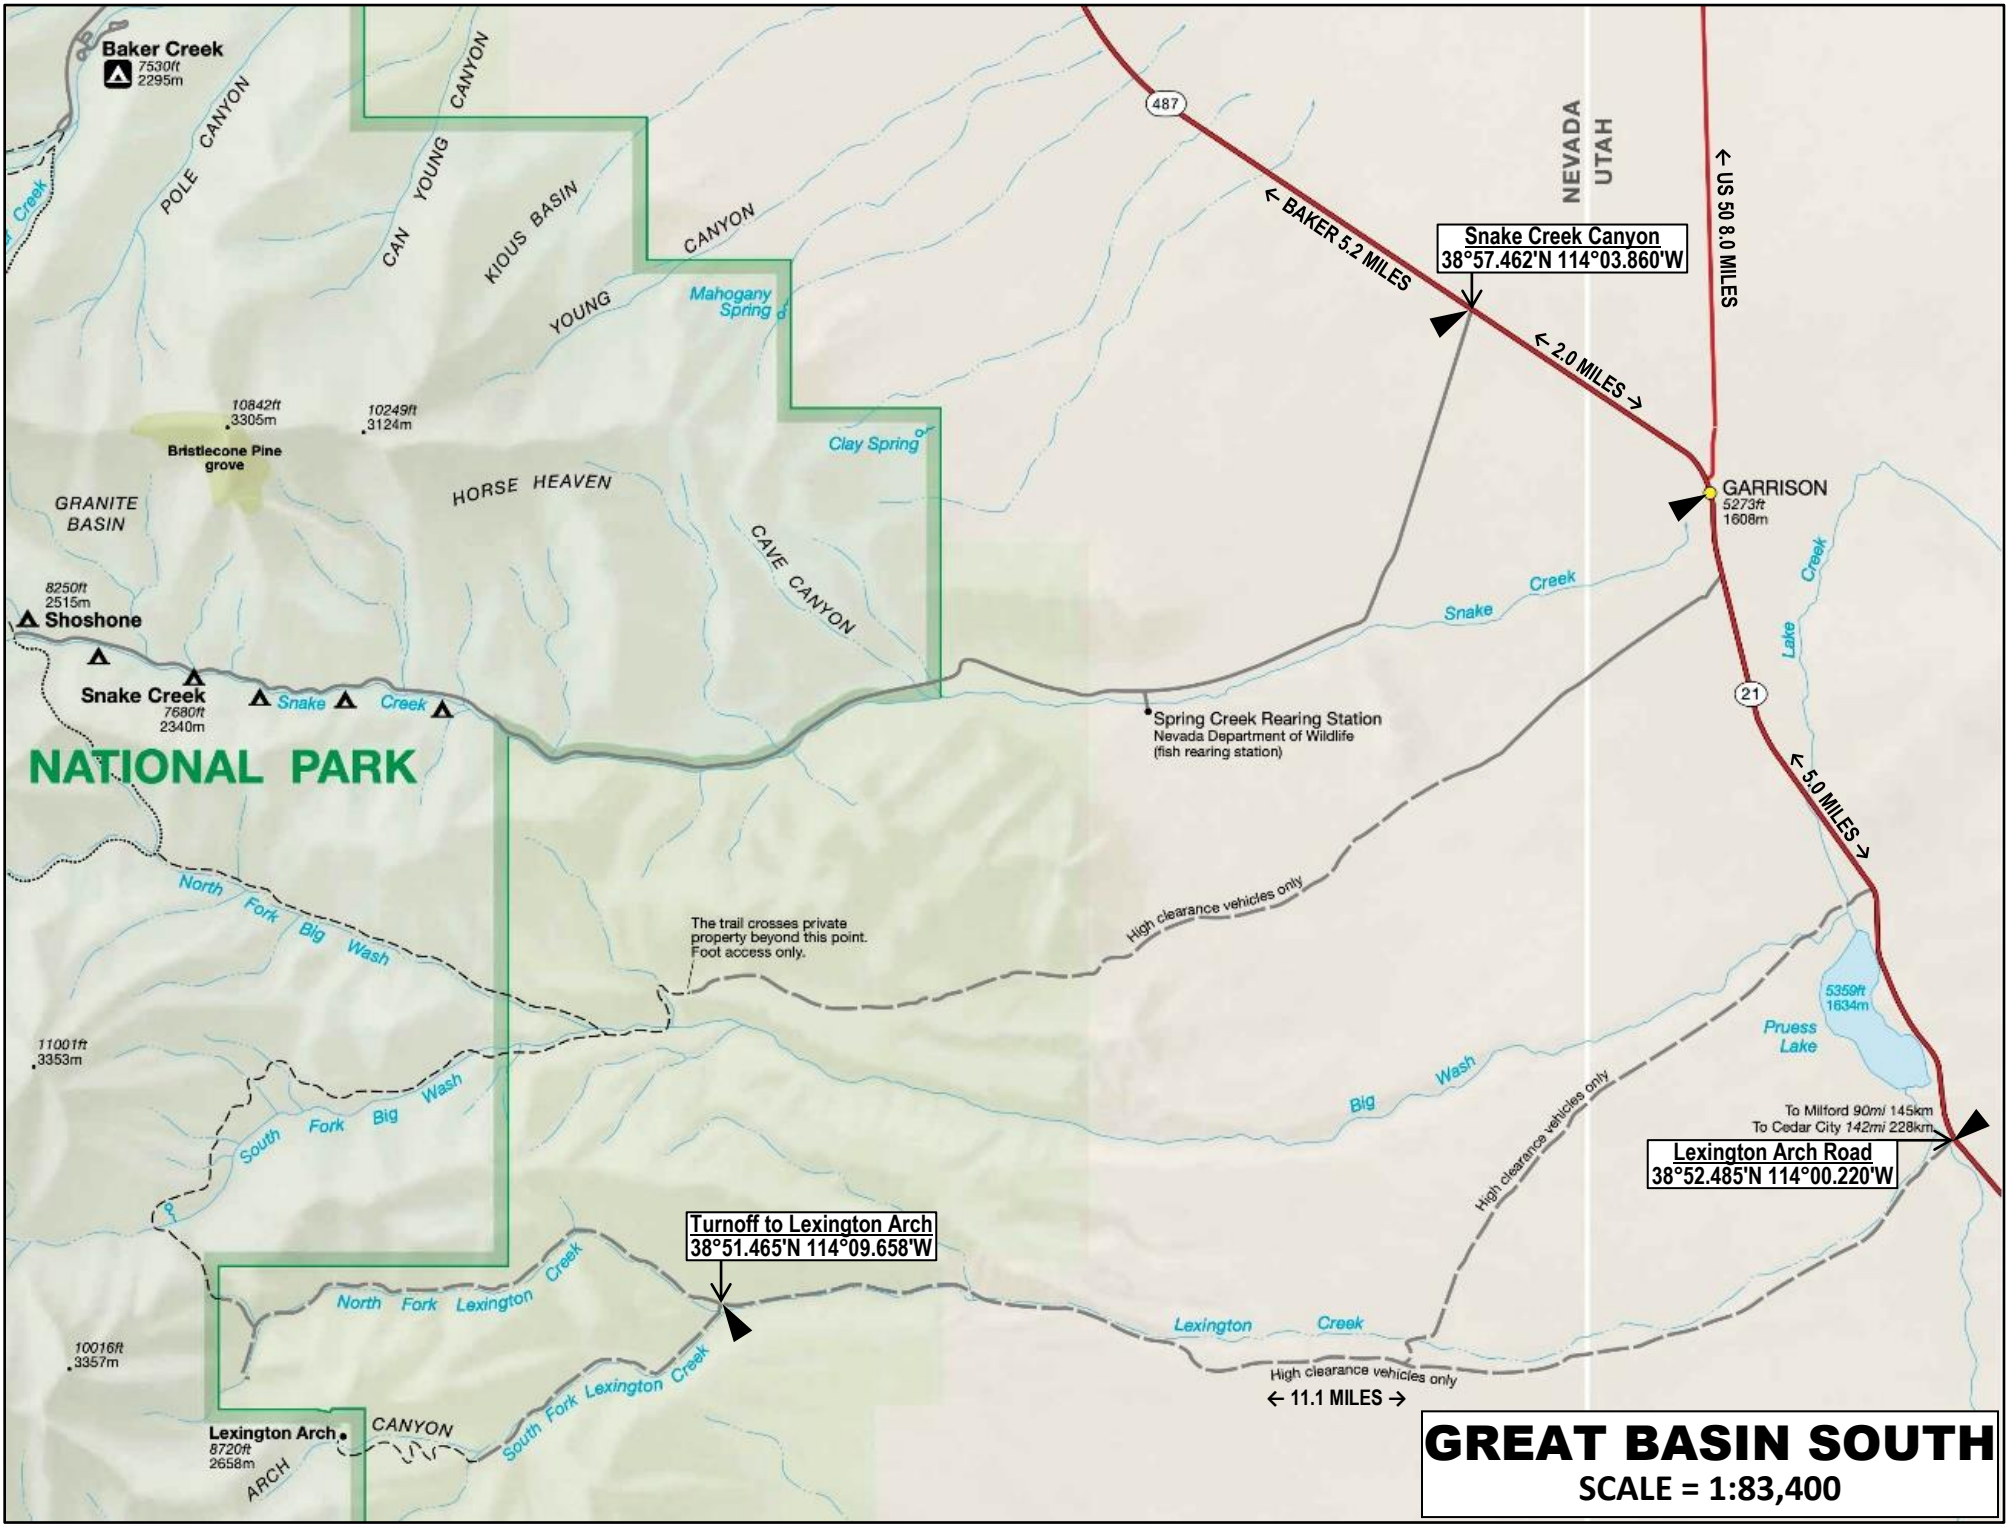 Baker Creek
7530ft
2295m
POLE CANYON
CAN YOUNG CANYON
KIOUS BASIN
YOUNG CANYON
487
NEVADA
UTAH
← US 50 8.0 MILES
← BAKER 5.2 MILES
Snake Creek Canyon
38°57.462'N 114°03.860'W
← 2.0 MILES →
Creek
Mahogany
Spring
10842ft
3305m
10249ft
3124m
Bristlecone Pine
grove
Clay Spring
GRANITE
BASIN
HORSE HEAVEN
CAVE CANYON
GARRISON
5273ft
1608m
Lake Creek
Snake Creek
8250ft
2515m
Shoshone
Snake Creek
7680ft
2340m
Snake Creek
21
Spring Creek Rearing Station
Nevada Department of Wildlife
(fish rearing station)
NATIONAL PARK
← 5.0 MILES →
North Fork Big Wash
High clearance vehicles only
The trail crosses private
property beyond this point.
Foot access only.
5359ft
1634m
Pruess
Lake
11001ft
3353m
South Fork Big Wash
Big Wash
High clearance vehicles only
To Milford 90mi 145km
To Cedar City 142mi 228km
Lexington Arch Road
38°52.485'N 114°00.220'W
Turnoff to Lexington Arch
38°51.465'N 114°09.658'W
North Fork Lexington Creek
Lexington Creek
10016ft
3357m
South Fork Lexington Creek
High clearance vehicles only
← 11.1 MILES →
Lexington Arch
8720ft
2658m
ARCH CANYON
GREAT BASIN SOUTH
SCALE = 1:83,400